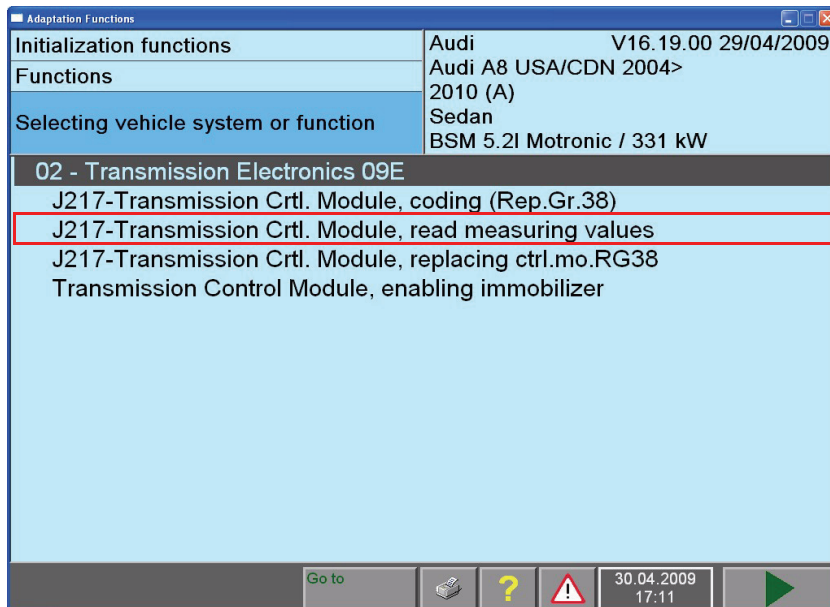 Adaptation Functions
Initialization functions
Functions
Selecting vehicle system or function
Audi V16.19.00 29/04/2009
Audi A8 USA/CDN 2004>
2010 (A)
Sedan
BSM 5.2l Motronic / 331 kW
02 - Transmission Electronics 09E
J217-Transmission Crtl. Module, coding (Rep.Gr.38)
J217-Transmission Crtl. Module, read measuring values
J217-Transmission Crtl. Module, replacing ctrl.mo.RG38
Transmission Control Module, enabling immobilizer
Go to
?
30.04.2009
17:11